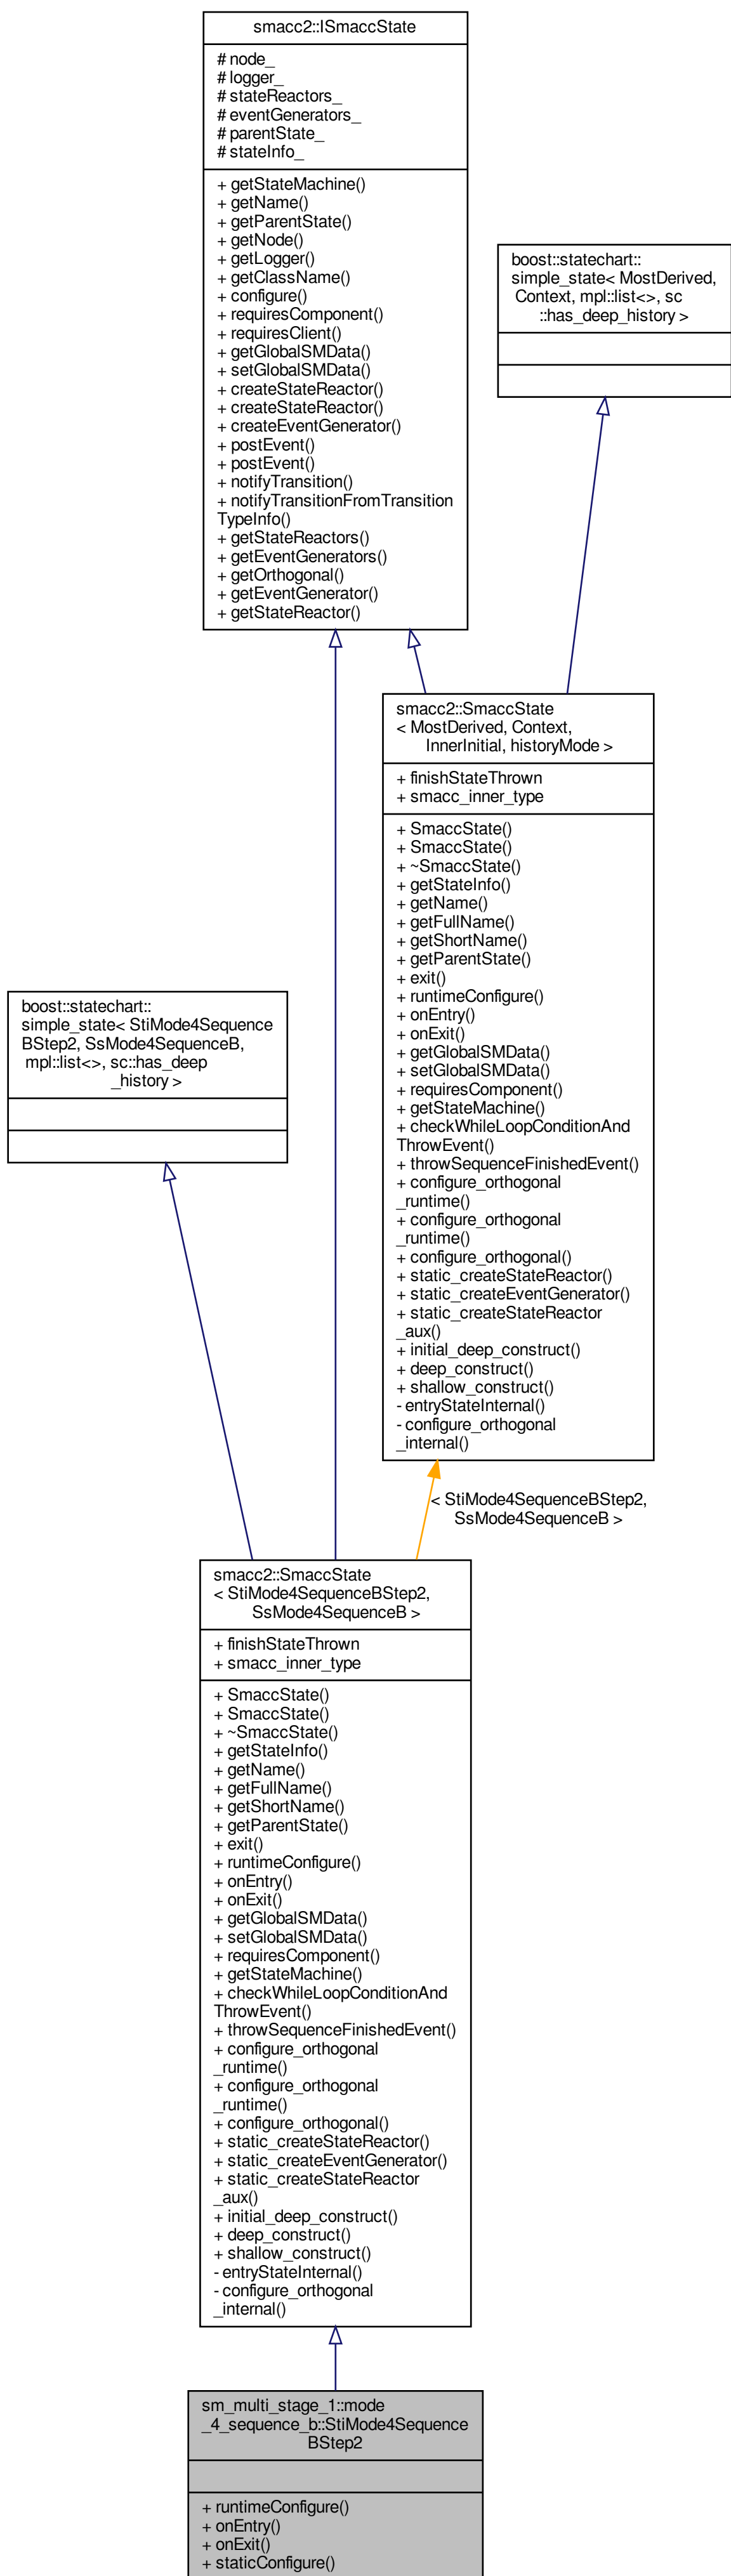 smacc2::ISmaccState
# node_
# logger_
# stateReactors_
# eventGenerators_
# parentState_
# stateInfo_
+ getStateMachine()
+ getName()
+ getParentState()
+ getNode()
+ getLogger()
+ getClassName()
+ configure()
+ requiresComponent()
+ requiresClient()
+ getGlobalSMData()
+ setGlobalSMData()
+ createStateReactor()
+ createStateReactor()
+ createEventGenerator()
+ postEvent()
+ postEvent()
+ notifyTransition()
+ notifyTransitionFromTransition
TypeInfo()
+ getStateReactors()
+ getEventGenerators()
+ getOrthogonal()
+ getEventGenerator()
+ getStateReactor()
boost::statechart::
simple_state< MostDerived,
Context, mpl::list<>, sc
::has_deep_history >
smacc2::SmaccState
< MostDerived, Context,
InnerInitial, historyMode >
+ finishStateThrown
+ smacc_inner_type
+ SmaccState()
+ SmaccState()
+ ~SmaccState()
+ getStateInfo()
+ getName()
+ getFullName()
+ getShortName()
+ getParentState()
+ exit()
+ runtimeConfigure()
+ onEntry()
+ onExit()
+ getGlobalSMData()
+ setGlobalSMData()
+ requiresComponent()
+ getStateMachine()
+ checkWhileLoopConditionAnd
ThrowEvent()
+ throwSequenceFinishedEvent()
+ configure_orthogonal
_runtime()
+ configure_orthogonal
_runtime()
+ configure_orthogonal()
+ static_createStateReactor()
+ static_createEventGenerator()
+ static_createStateReactor
_aux()
+ initial_deep_construct()
+ deep_construct()
+ shallow_construct()
- entryStateInternal()
- configure_orthogonal
_internal()
boost::statechart::
simple_state< StiMode4Sequence
BStep2, SsMode4SequenceB,
mpl::list<>, sc::has_deep
_history >
< StiMode4SequenceBStep2,
SsMode4SequenceB >
smacc2::SmaccState
< StiMode4SequenceBStep2,
SsMode4SequenceB >
+ finishStateThrown
+ smacc_inner_type
+ SmaccState()
+ SmaccState()
+ ~SmaccState()
+ getStateInfo()
+ getName()
+ getFullName()
+ getShortName()
+ getParentState()
+ exit()
+ runtimeConfigure()
+ onEntry()
+ onExit()
+ getGlobalSMData()
+ setGlobalSMData()
+ requiresComponent()
+ getStateMachine()
+ checkWhileLoopConditionAnd
ThrowEvent()
+ throwSequenceFinishedEvent()
+ configure_orthogonal
_runtime()
+ configure_orthogonal
_runtime()
+ configure_orthogonal()
+ static_createStateReactor()
+ static_createEventGenerator()
+ static_createStateReactor
_aux()
+ initial_deep_construct()
+ deep_construct()
+ shallow_construct()
- entryStateInternal()
- configure_orthogonal
_internal()
sm_multi_stage_1::mode
_4_sequence_b::StiMode4Sequence
BStep2
+ runtimeConfigure()
+ onEntry()
+ onExit()
+ staticConfigure()